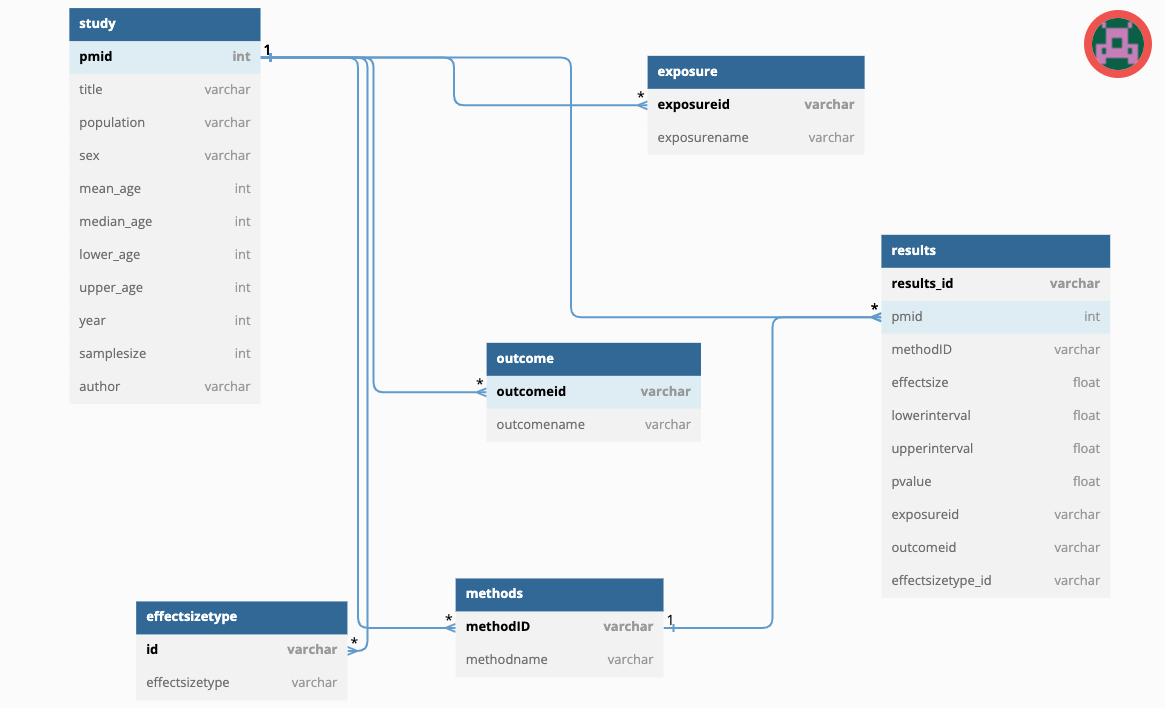 study
pmid int
title varchar
population varchar
sex varchar
mean_age int
median_age int
lower_age int
upper_age int
year int
samplesize int
author varchar
1
*
exposure
exposureid varchar
exposurename varchar
*
results
results_id varchar
pmid int
methodID varchar
effectsize float
lowerinterval float
upperinterval float
pvalue float
exposureid varchar
outcomeid varchar
effectsizetype_id varchar
*
outcome
outcomeid varchar
outcomename varchar
*
methods
methodID varchar
methodname varchar
1
effectsizetype
id varchar
effectsizetype varchar
*